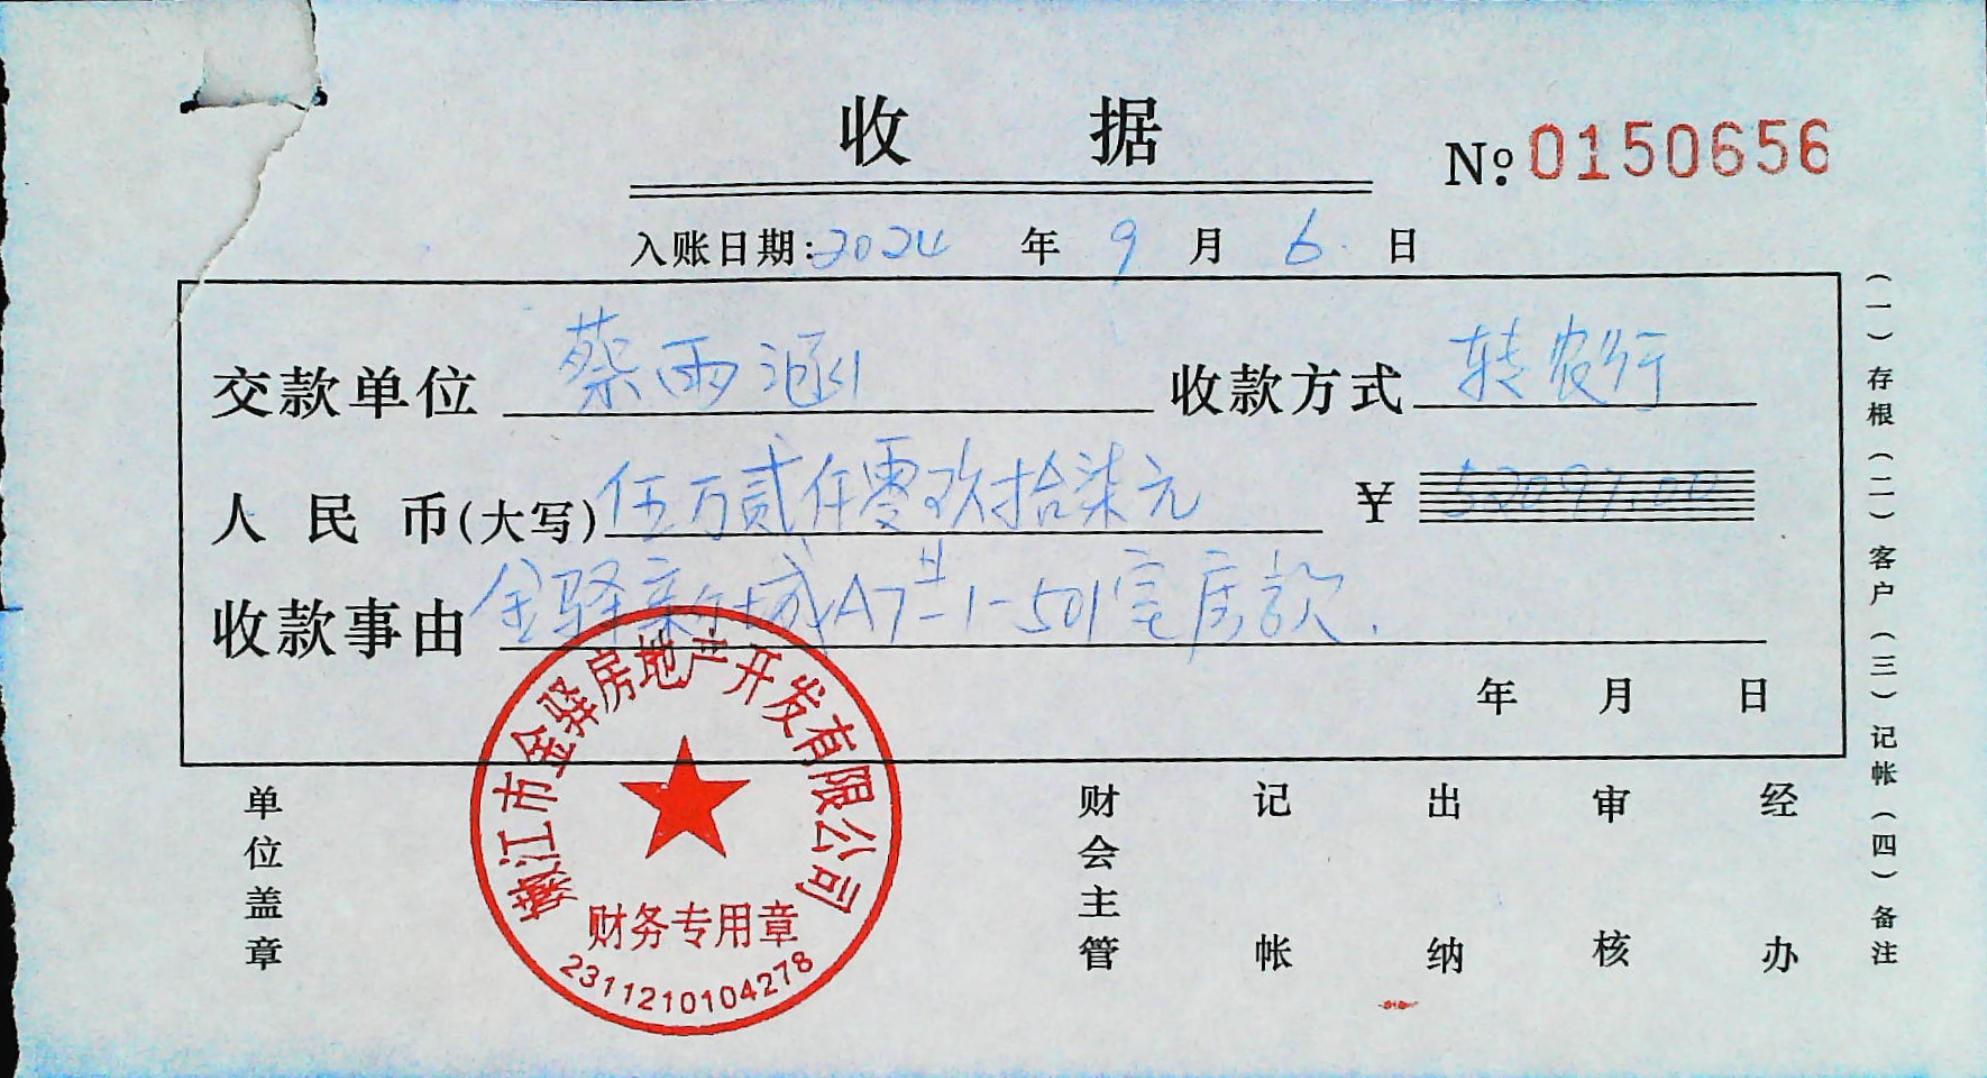 收 据
№ 0150656
入账日期: 2024 年 9 月 6 日
交款单位 蔡雨涵 收款方式 转农行
人民币(大写) 伍万贰仟零玖拾柒元 ¥ 52097.00
收款事由 金驿新城A7#-1-501室房款.
年 月 日
嫩江市金驿房地产开发有限公司
财务专用章
2311210104278
单位盖章 财会主管 记帐 出纳 审核 经办
(一)存根(二)客户(三)记帐(四)备注